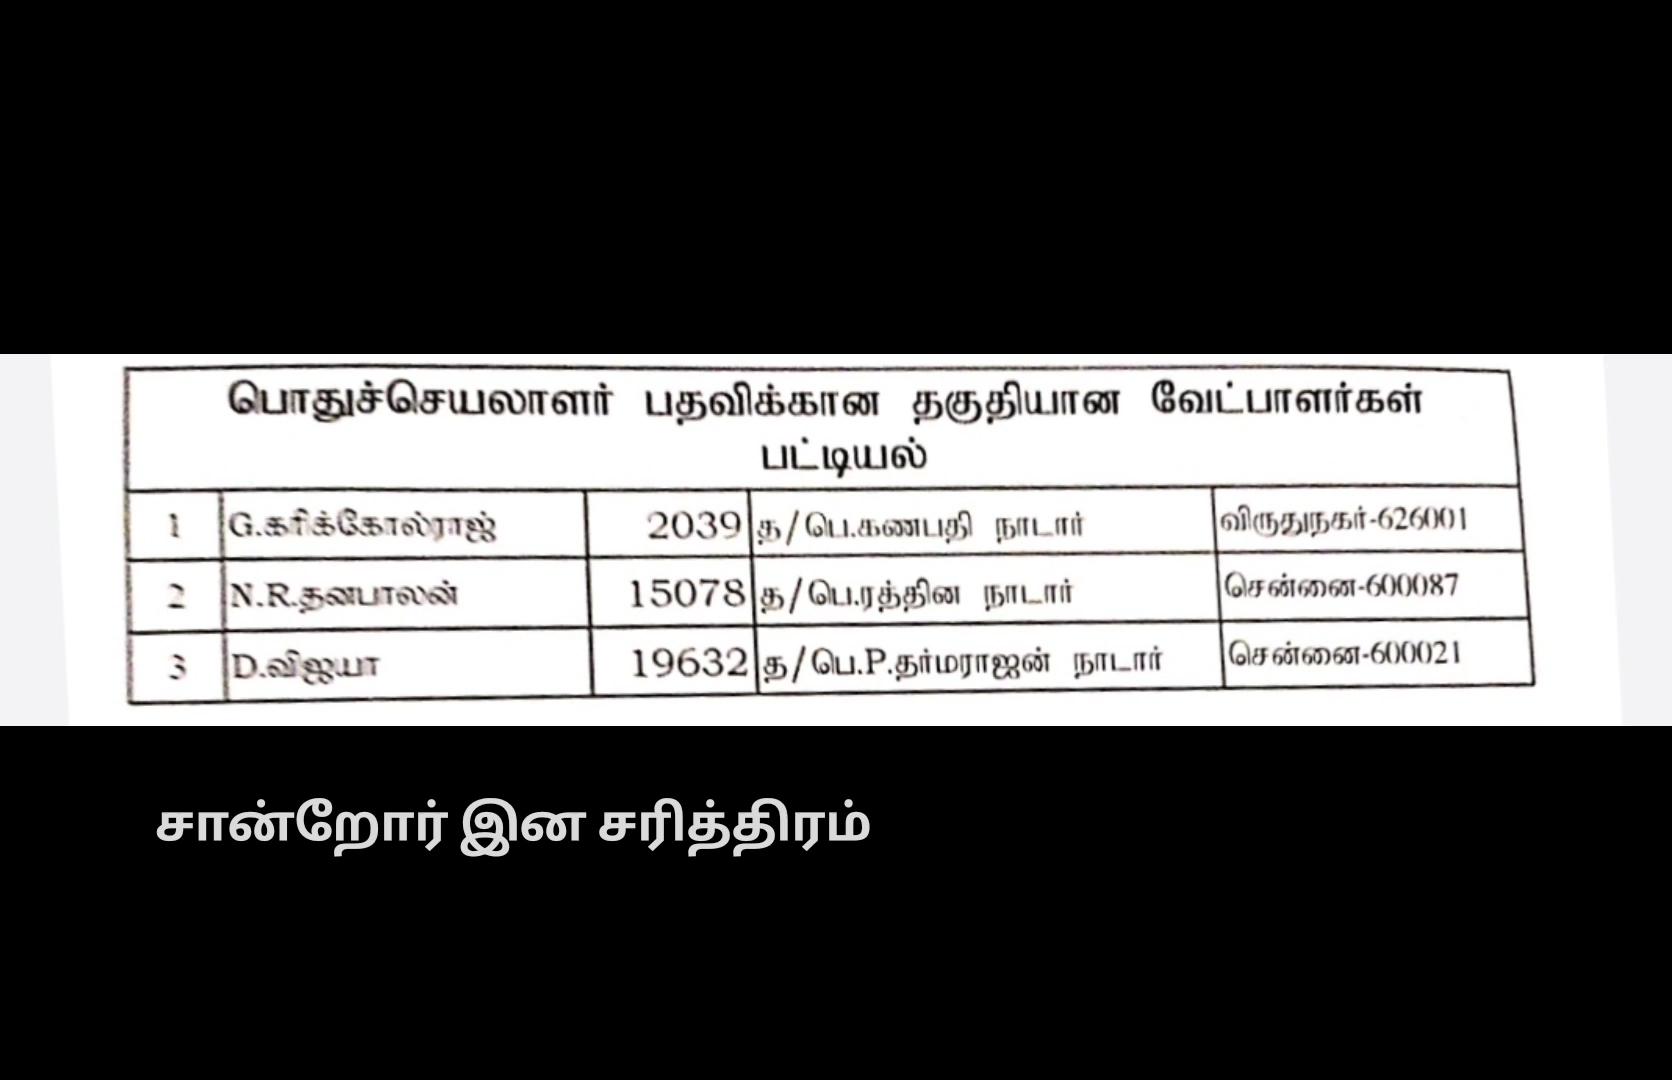 பொதுச்செயலாளர் பதவிக்கான தகுதியான வேட்பாளர்கள்
பட்டியல்
1 G.கரிக்கோல்ராஜ் 2039 த/பெ.கணபதி நாடார் விருதுநகர்-626001
2 N.R.தனபாலன் 15078 த/பெ.ரத்தின நாடார் சென்னை-600087
3 D.விஜயா 19632 த/பெ.P.தர்மராஜன் நாடார் சென்னை-600021
சான்றோர் இன சரித்திரம்